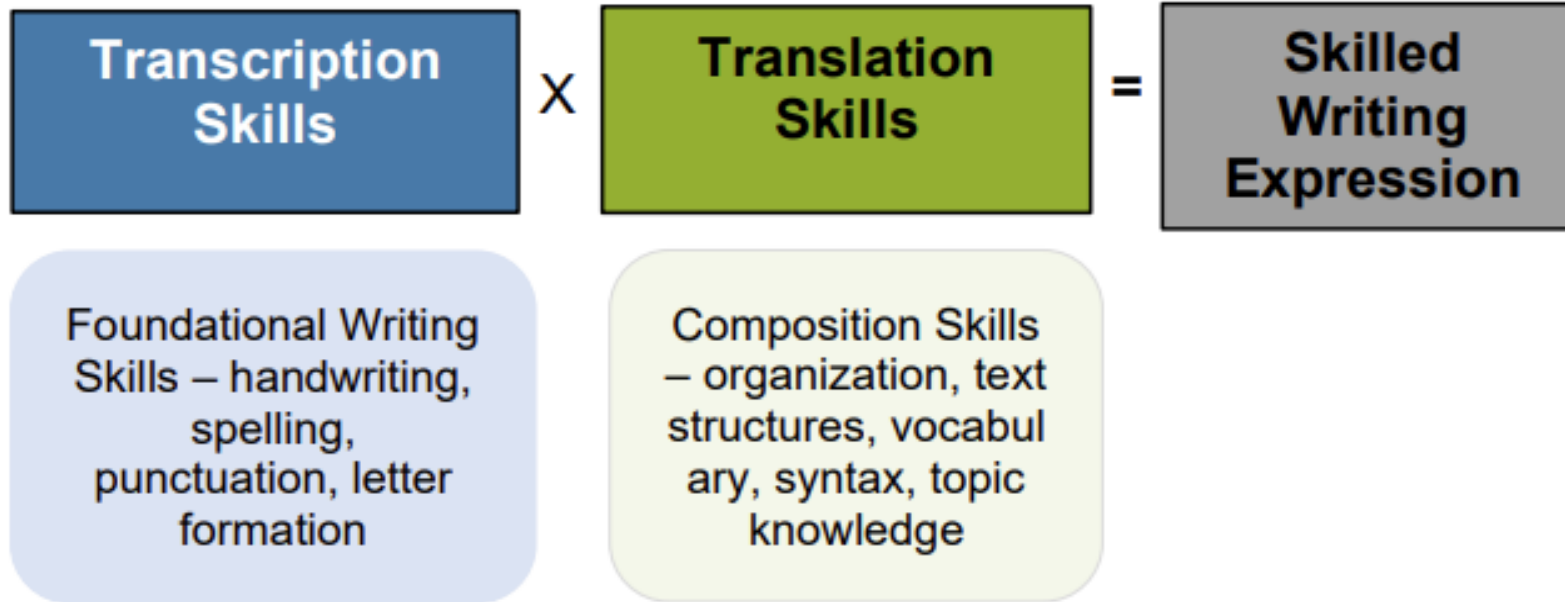 Transcription
Skills
X
Translation
Skills
=
Skilled
Writing
Expression
Foundational Writing
Skills – handwriting,
spelling,
punctuation, letter
formation
Composition Skills
– organization, text
structures, vocabul
ary, syntax, topic
knowledge